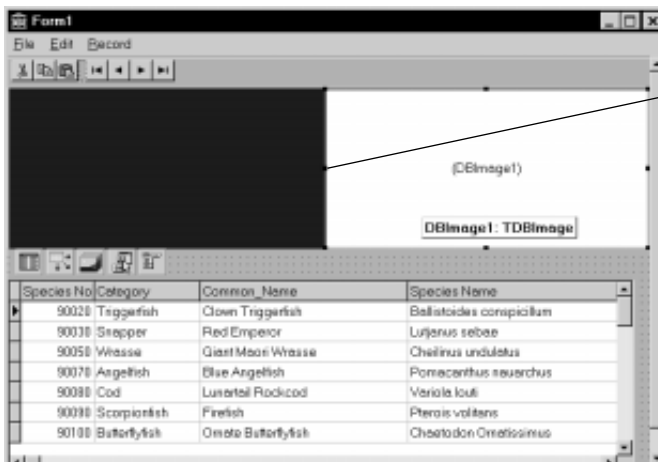 Form1
File Edit Record
(DBImage1)
DBImage1: TDBImage
Species No Category Common_Name Species Name
90020 Triggerfish Clown Triggerfish Ballistoides conspicillum
90030 Snapper Red Emperor Lutjanus sebae
90050 Wrasse Giant Maori Wrasse Cheilinus undulatus
90070 Angelfish Blue Angelfish Pomacanthus nauarchus
90080 Cod Lunartail Rockcod Variola louti
90090 Scorpionfish Firefish Pterois volitans
90100 Butterflyfish Ornate Butterflyfish Chaetodon Ornatissimus